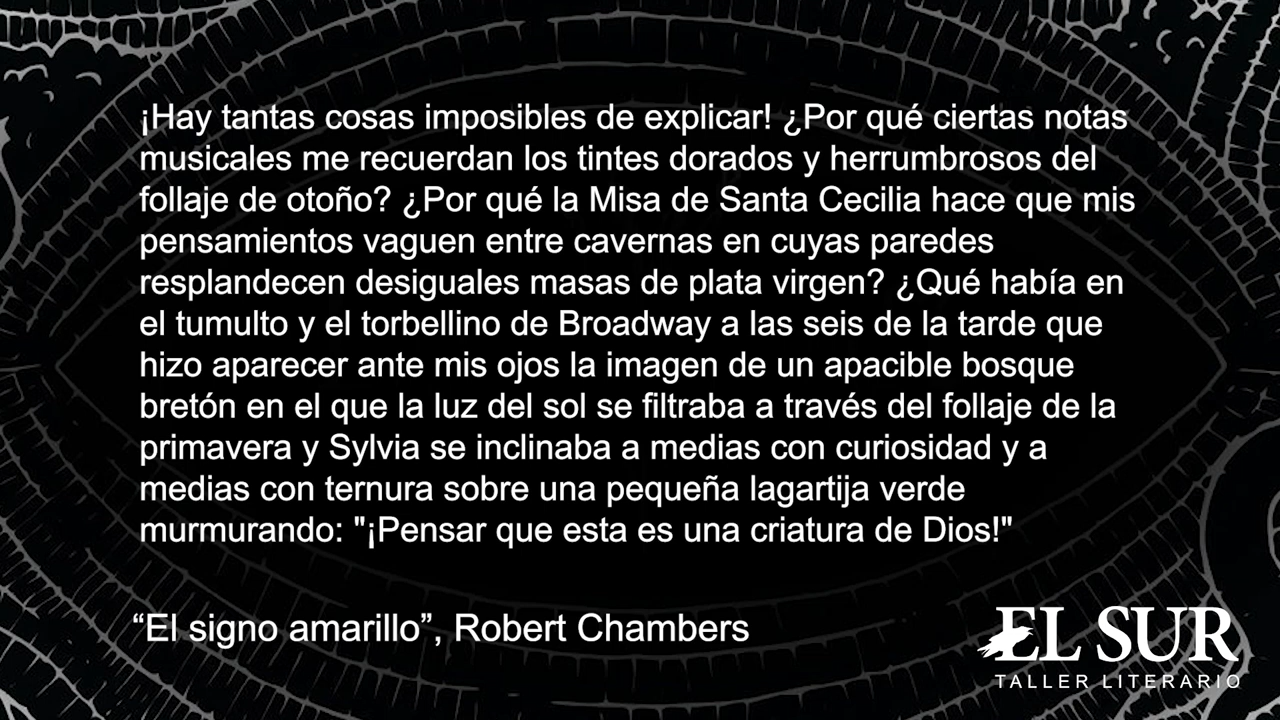 ¡Hay tantas cosas imposibles de explicar! ¿Por qué ciertas notas
musicales me recuerdan los tintes dorados y herrumbrosos del
follaje de otoño? ¿Por qué la Misa de Santa Cecilia hace que mis
pensamientos vaguen entre cavernas en cuyas paredes
resplandecen desiguales masas de plata virgen? ¿Qué había en
el tumulto y el torbellino de Broadway a las seis de la tarde que
hizo aparecer ante mis ojos la imagen de un apacible bosque
bretón en el que la luz del sol se filtraba a través del follaje de la
primavera y Sylvia se inclinaba a medias con curiosidad y a
medias con ternura sobre una pequeña lagartija verde
murmurando: "¡Pensar que esta es una criatura de Dios!"
“El signo amarillo”, Robert Chambers
EL SUR
TALLER LITERARIO